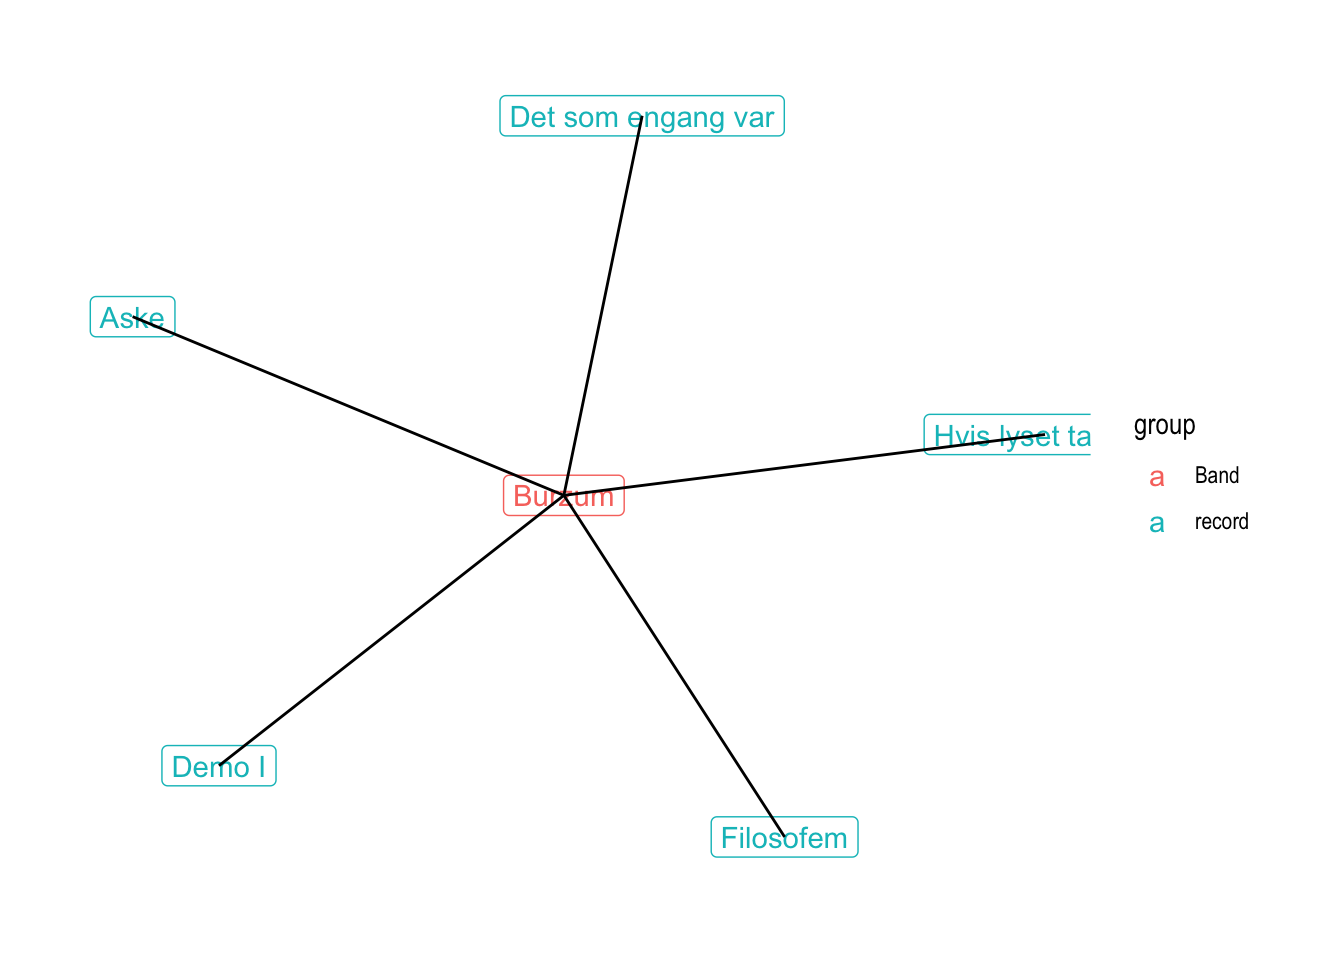 Det som engang var
Aske
Hvis lyset ta
Burzum
Demo I
Filosofem
group
a Band
a record